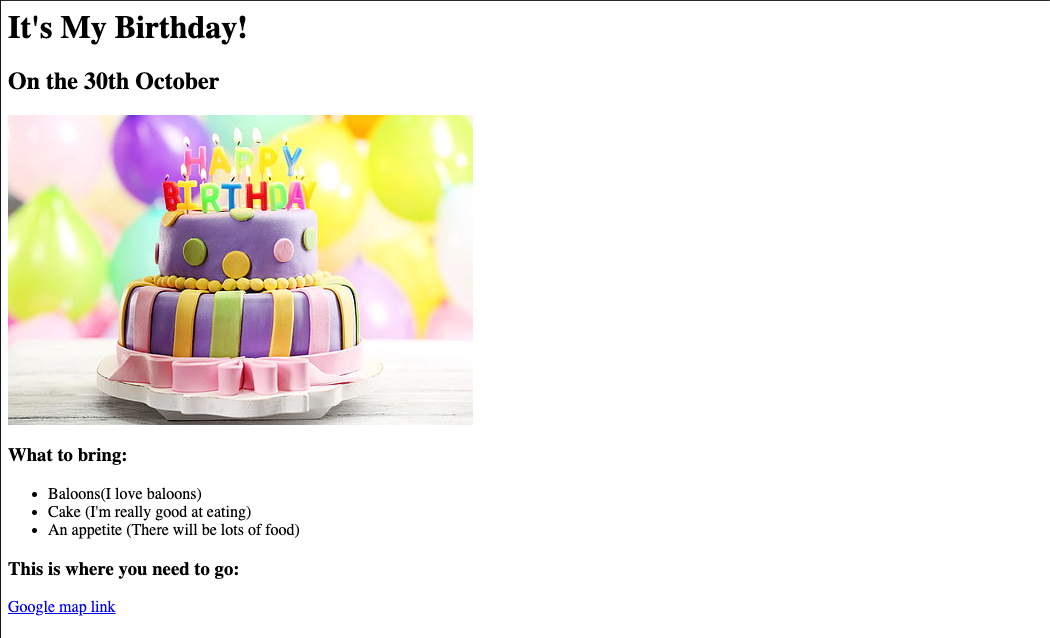 It's My Birthday!
On the 30th October
HAPPY
BIRTHDAY
What to bring:
Baloons(I love baloons)
Cake (I'm really good at eating)
An appetite (There will be lots of food)
This is where you need to go:
Google map link